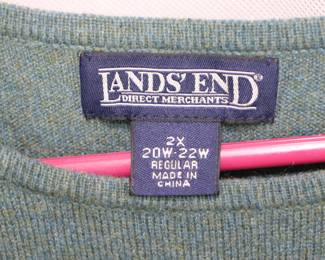 LANDS' END®
DIRECT MERCHANTS
2X
20W-22W
REGULAR
MADE IN
CHINA